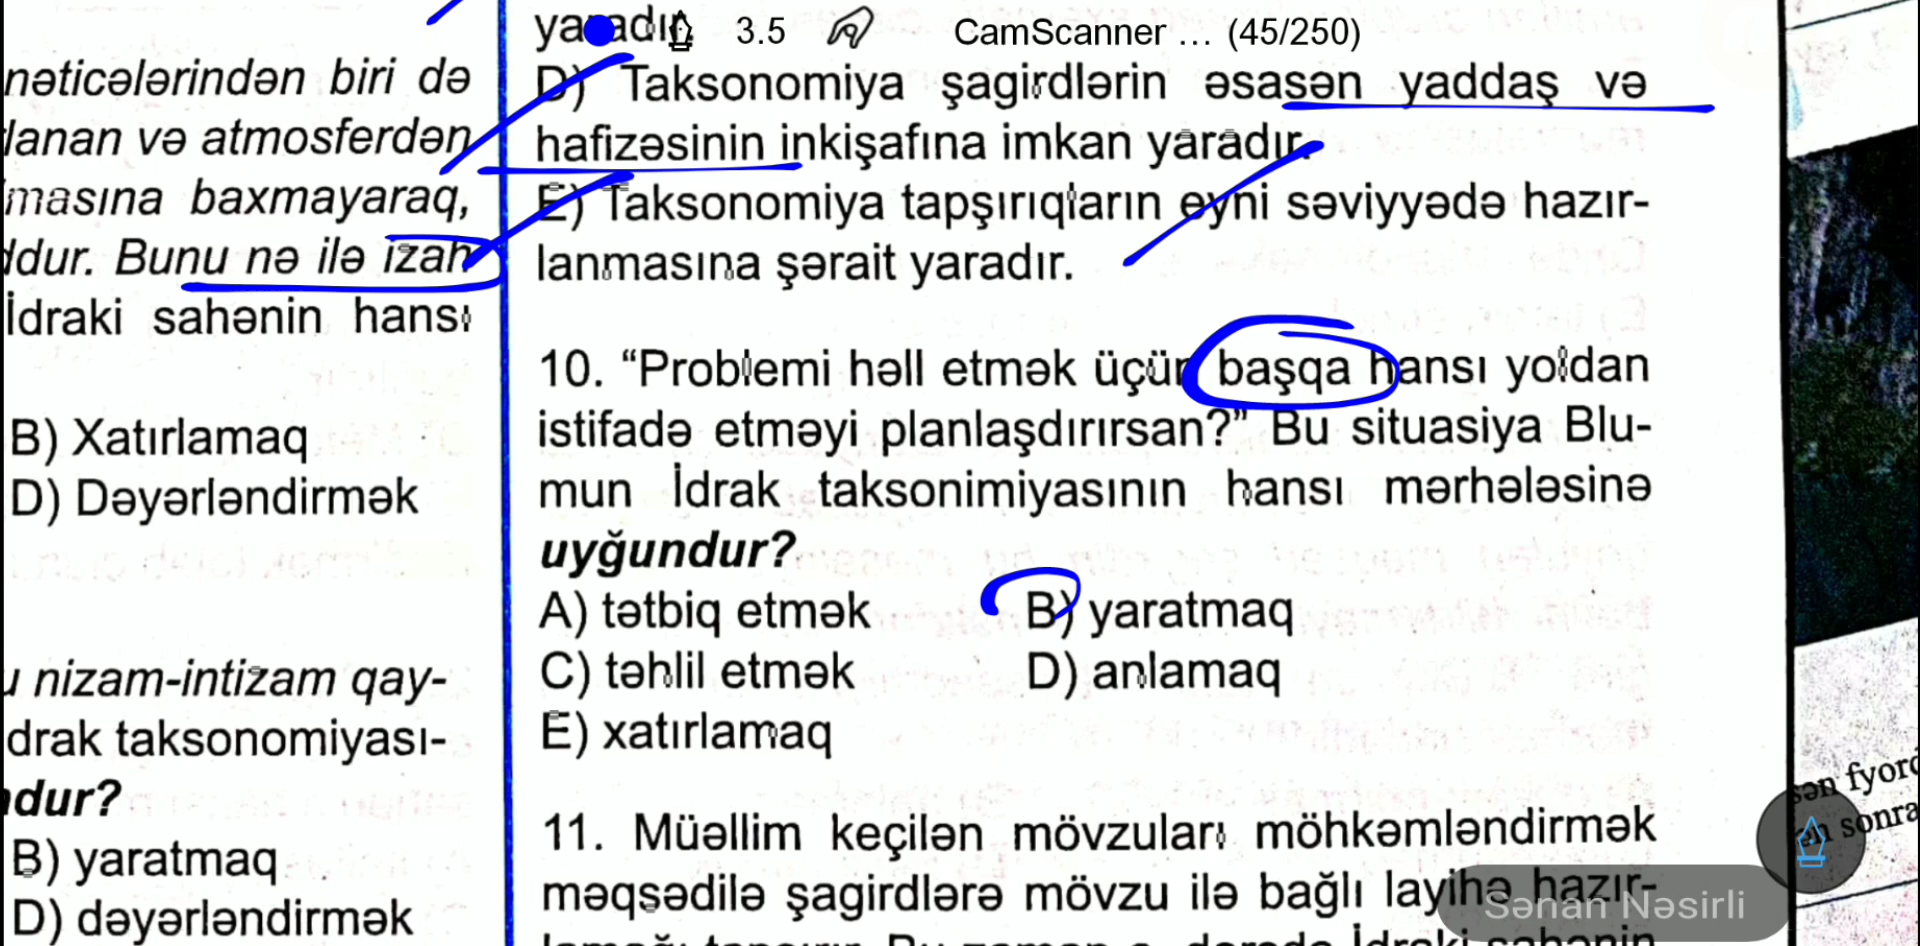 3.5 CamScanner ... (45/250)
nəticələrindən biri də
lanan və atmosferdən
masına baxmayaraq,
ddur. Bunu nə ilə izah
İdraki sahənin hansı
B) Xatırlamaq
D) Dəyərləndirmək
nizam-intizam qay-
drak taksonomiyası-
dur?
B) yaratmaq
D) dəyərləndirmək
yaradır.
D) Taksonomiya şagirdlərin əsasən yaddaş və
hafizəsinin inkişafına imkan yaradır.
E) Taksonomiya tapşırıqların eyni səviyyədə hazır-
lanmasına şərait yaradır.
10. “Problemi həll etmək üçün başqa hansı yoldan
istifadə etməyi planlaşdırırsan?” Bu situasiya Blu-
mun İdrak taksonimiyasının hansı mərhələsinə
uyğundur?
A) tətbiq etmək B) yaratmaq
C) təhlil etmək D) anlamaq
E) xatırlamaq
11. Müəllim keçilən mövzuları möhkəmləndirmək
məqsədilə şagirdlərə mövzu ilə bağlı layihə hazır-
fyord
sonra
Sənan Nəsirli